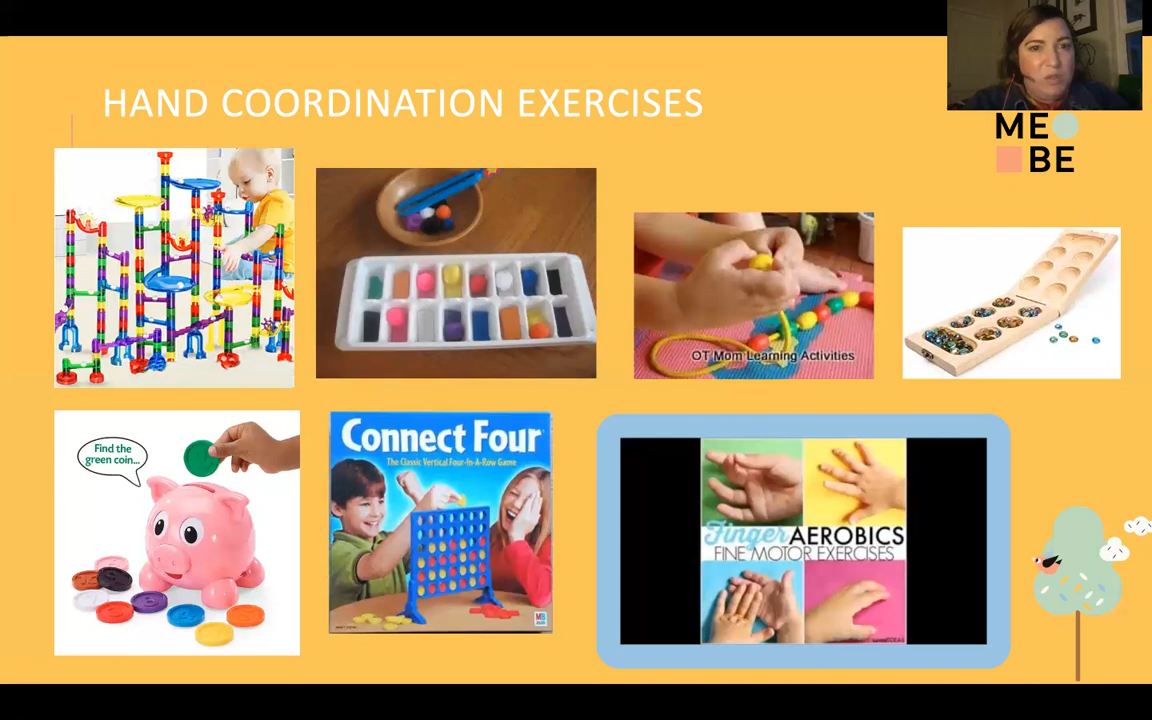 HAND COORDINATION EXERCISES
ME
BE
OT Mom Learning Activities
Find the
green coin...
Connect Four
The Classic Vertical Four-In-A-Row Game
MB
Finger AEROBICS
FINE MOTOR EXERCISES